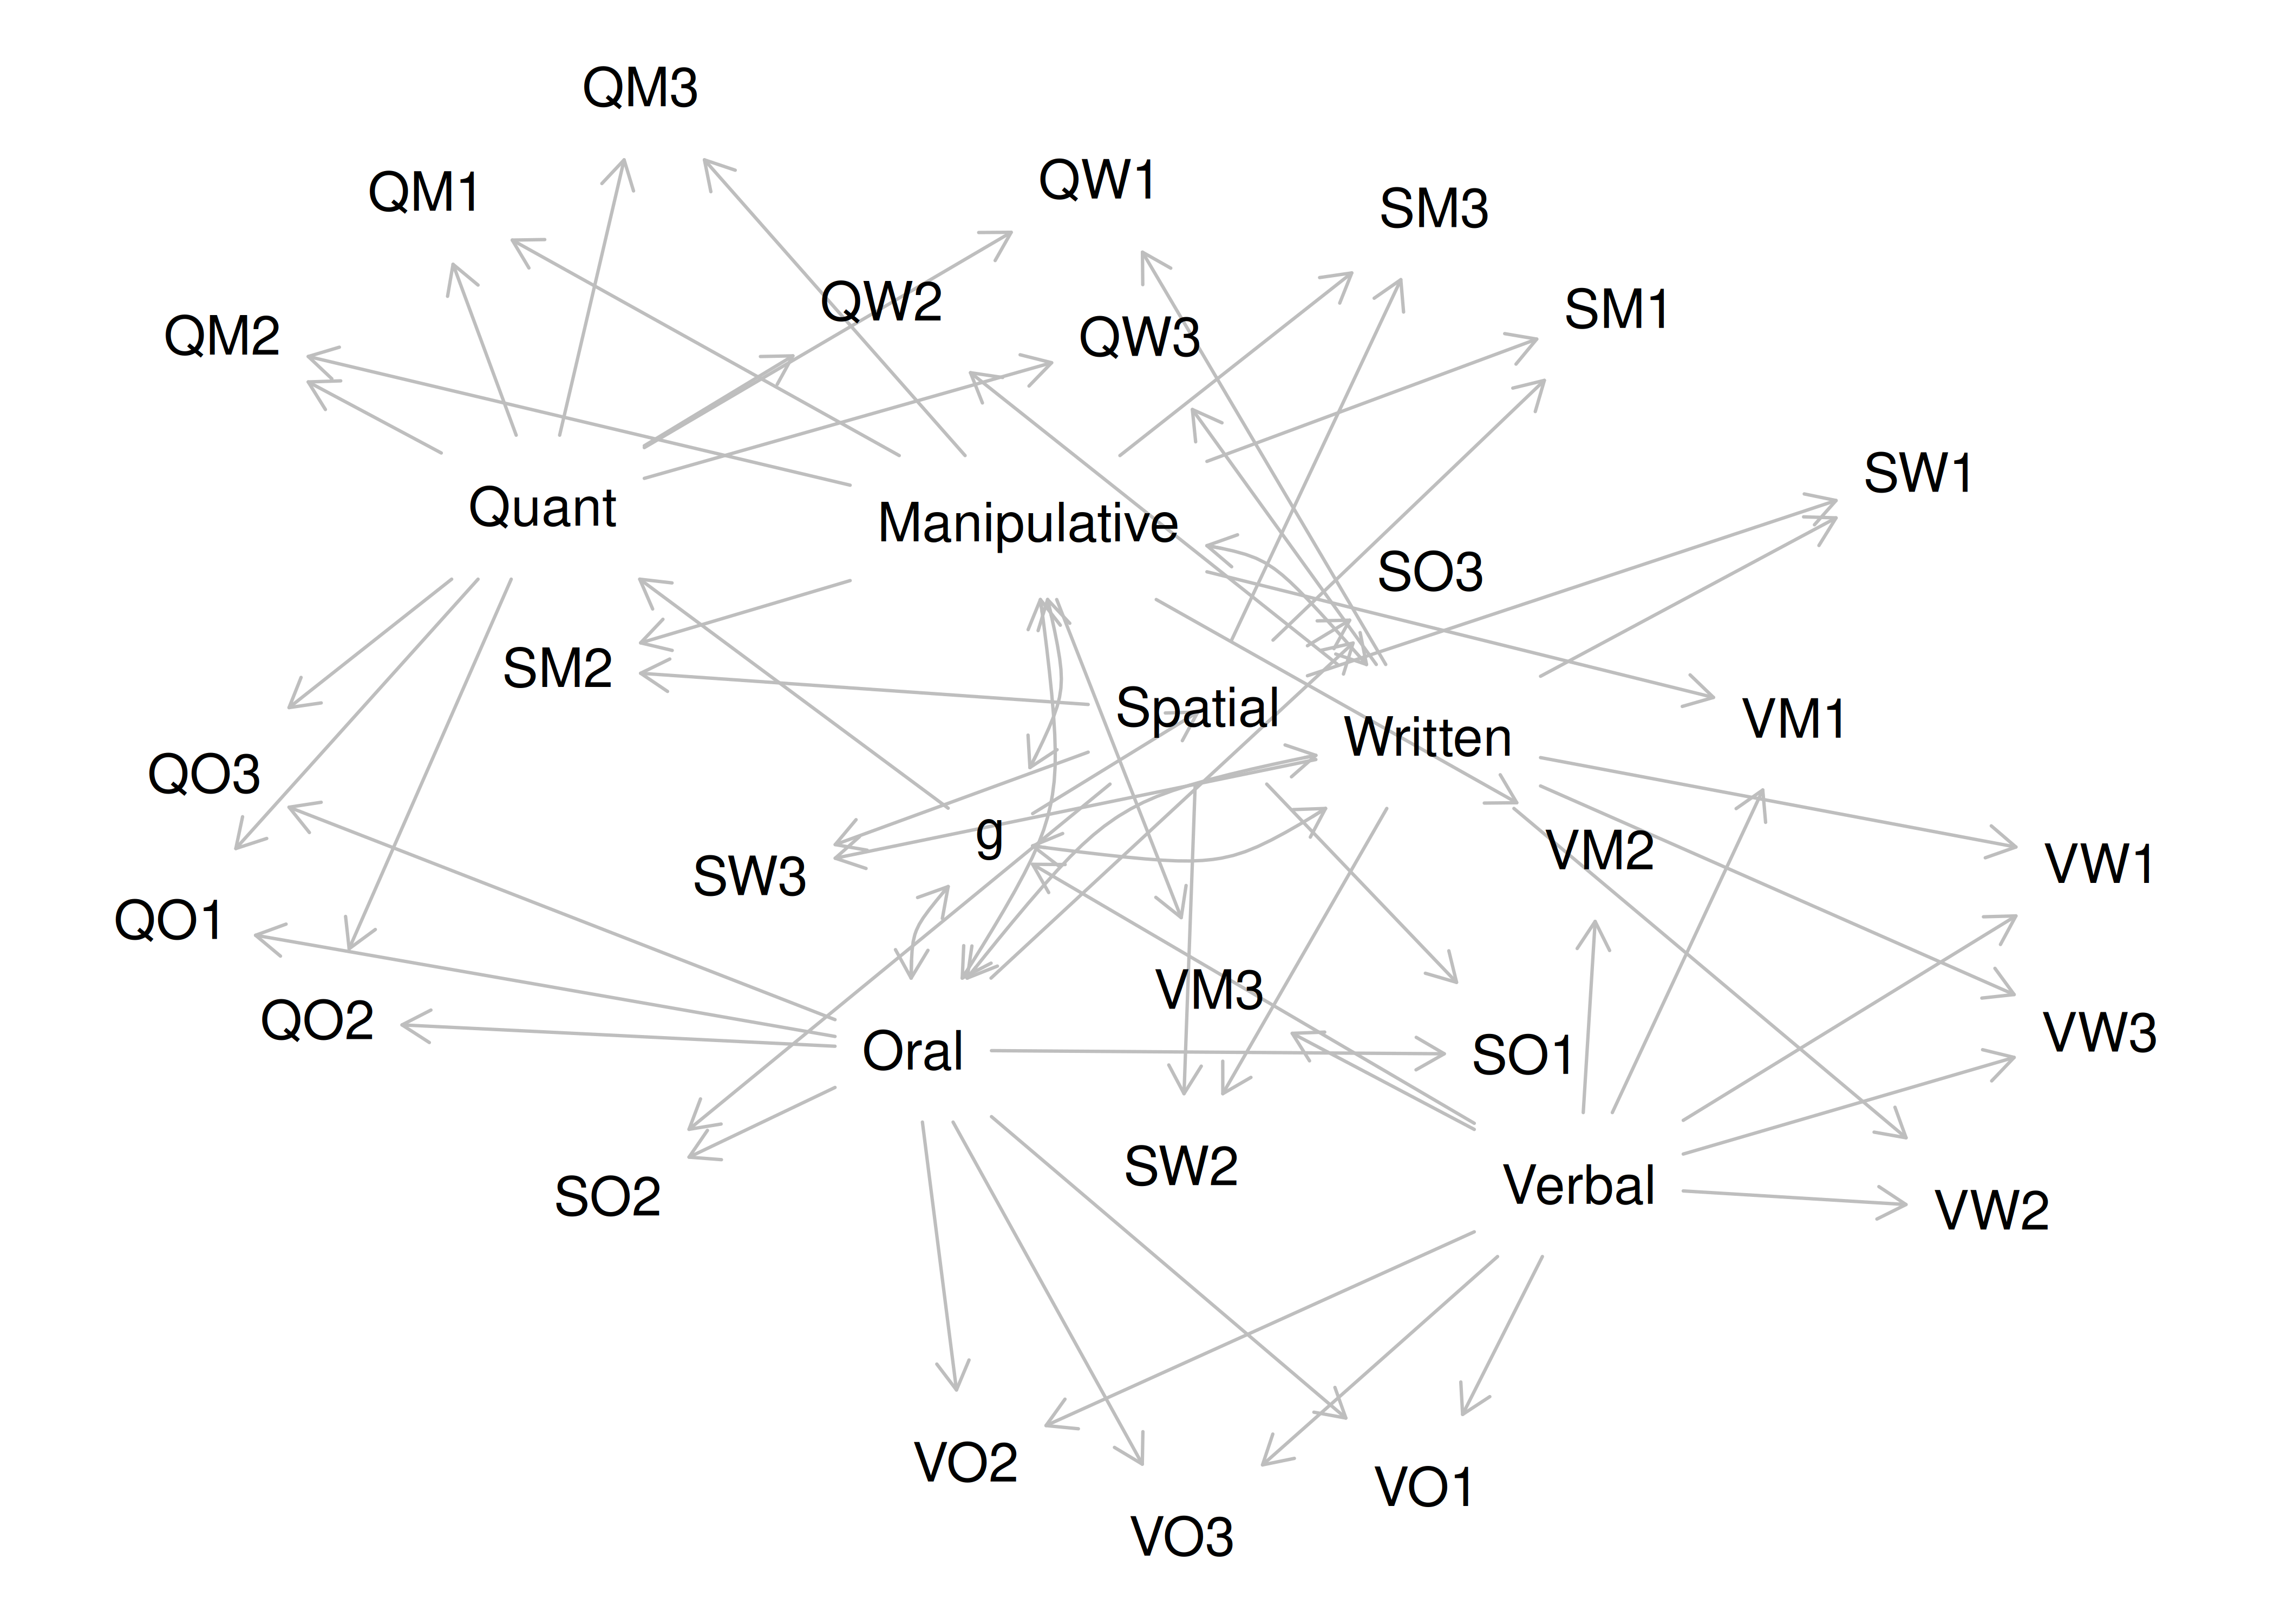 QM3
QM1
QW1
SM3
QW2
SM1
QM2
QW3
SW1
Quant
Manipulative
SO3
SM2
Spatial
VM1
Written
QO3
g
VM2
VW1
SW3
QO1
VM3
QO2
VW3
Oral
SO1
SW2
Verbal
SO2
VW2
VO2
VO1
VO3